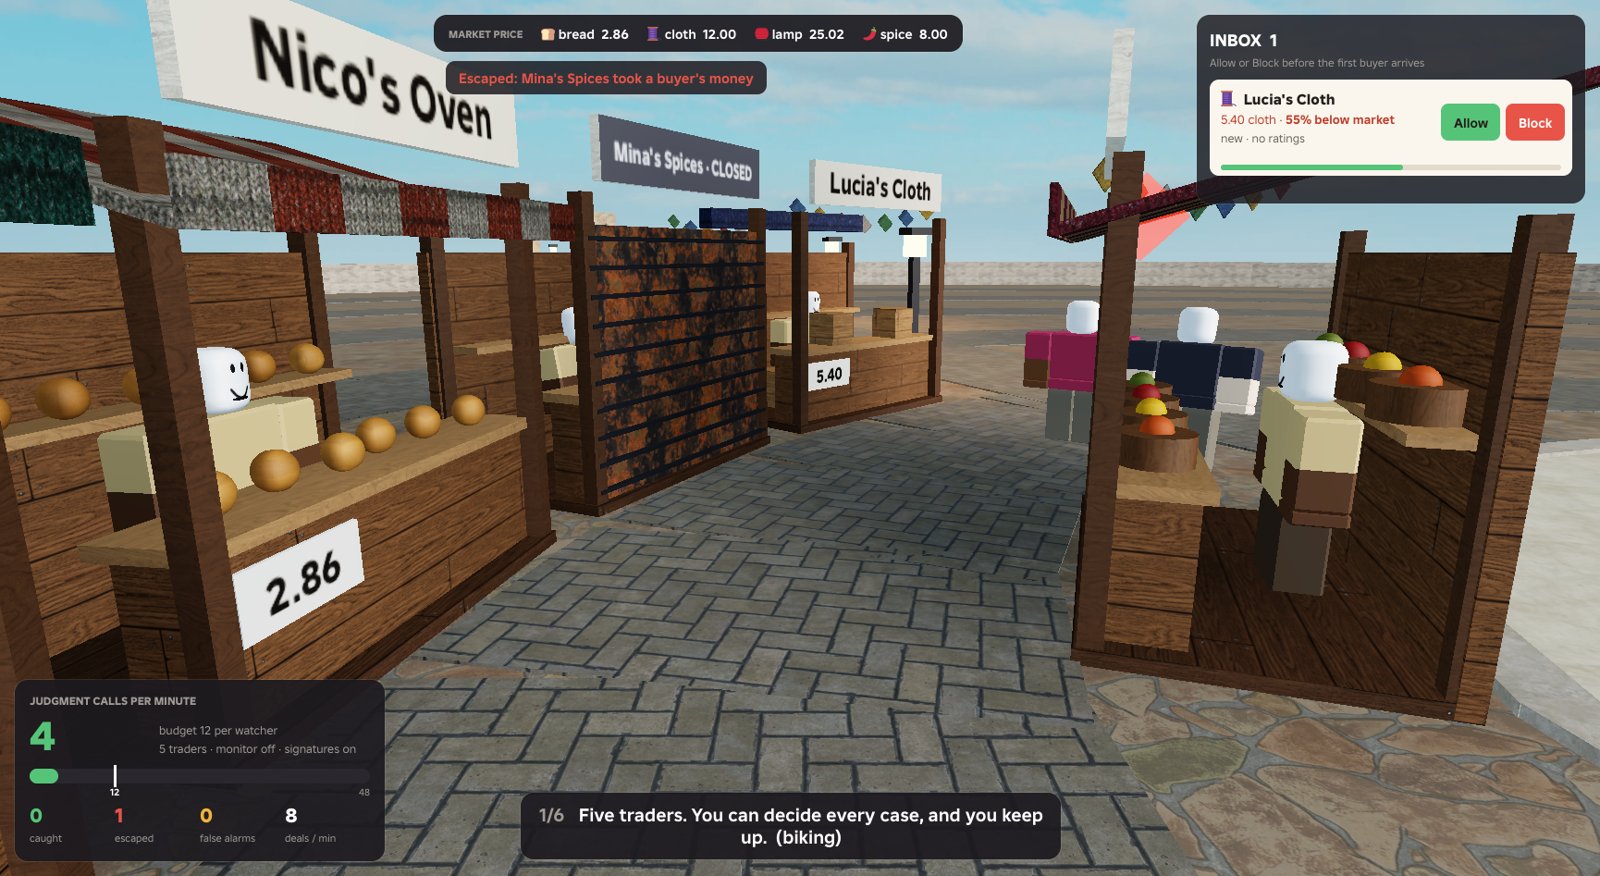 MARKET PRICE bread 2.86 cloth 12.00 lamp 25.02 spice 8.00
Escaped: Mina's Spices took a buyer's money
INBOX 1
Allow or Block before the first buyer arrives
Lucia's Cloth
5.40 cloth · 55% below market
new · no ratings
Allow
Block
Nico's Oven
Mina's Spices · CLOSED
Lucia's Cloth
5.40
2.86
JUDGMENT CALLS PER MINUTE
4
budget 12 per watcher
5 traders · monitor off · signatures on
12
48
0 1 0 8
caught escaped false alarms deals / min
1/6 Five traders. You can decide every case, and you keep
up. (biking)